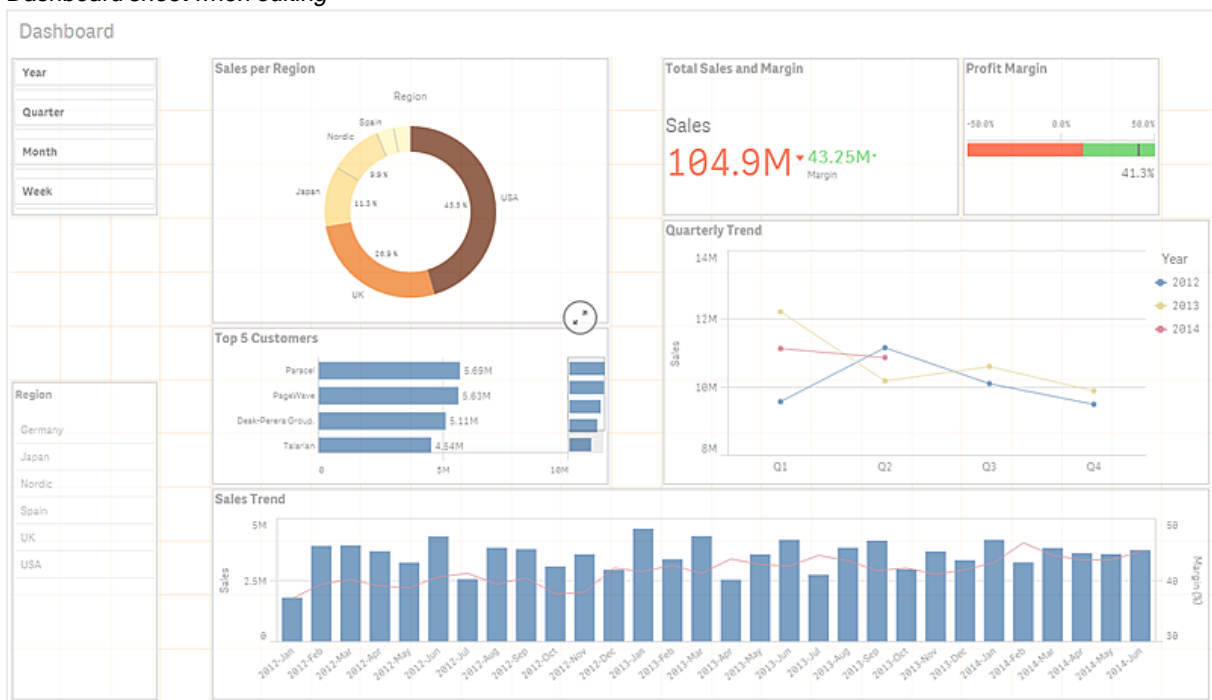 Dashboard sheet when editing
Dashboard
Year
Quarter
Month
Week
Region
Germany
Japan
Nordic
Spain
UK
USA
Sales per Region
Region
Spain
Nordic
Japan
UK
USA
9.9%
11.3%
26.9%
45.5%
Top 5 Customers
Paracel
5.69M
PageWave
5.63M
Deak-Perera Group.
5.11M
Talarian
4.54M
0 5M 10M
Total Sales and Margin
Sales
104.9M
43.25M
Margin
Profit Margin
-50.0% 0.0% 50.0%
41.3%
Quarterly Trend
14M
12M
10M
8M
Sales
Q1 Q2 Q3 Q4
Year
2012
2013
2014
Sales Trend
5M
2.5M
0
Sales
50
40
30
Margin (%)
2012-Jan 2012-Feb 2012-Mar 2012-Apr 2012-May 2012-Jun 2012-Jul 2012-Aug 2012-Sep 2012-Oct 2012-Nov 2012-Dec 2013-Jan 2013-Feb 2013-Mar 2013-Apr 2013-May 2013-Jun 2013-Jul 2013-Aug 2013-Sep 2013-Oct 2013-Nov 2013-Dec 2014-Jan 2014-Feb 2014-Mar 2014-Apr 2014-May 2014-Jun